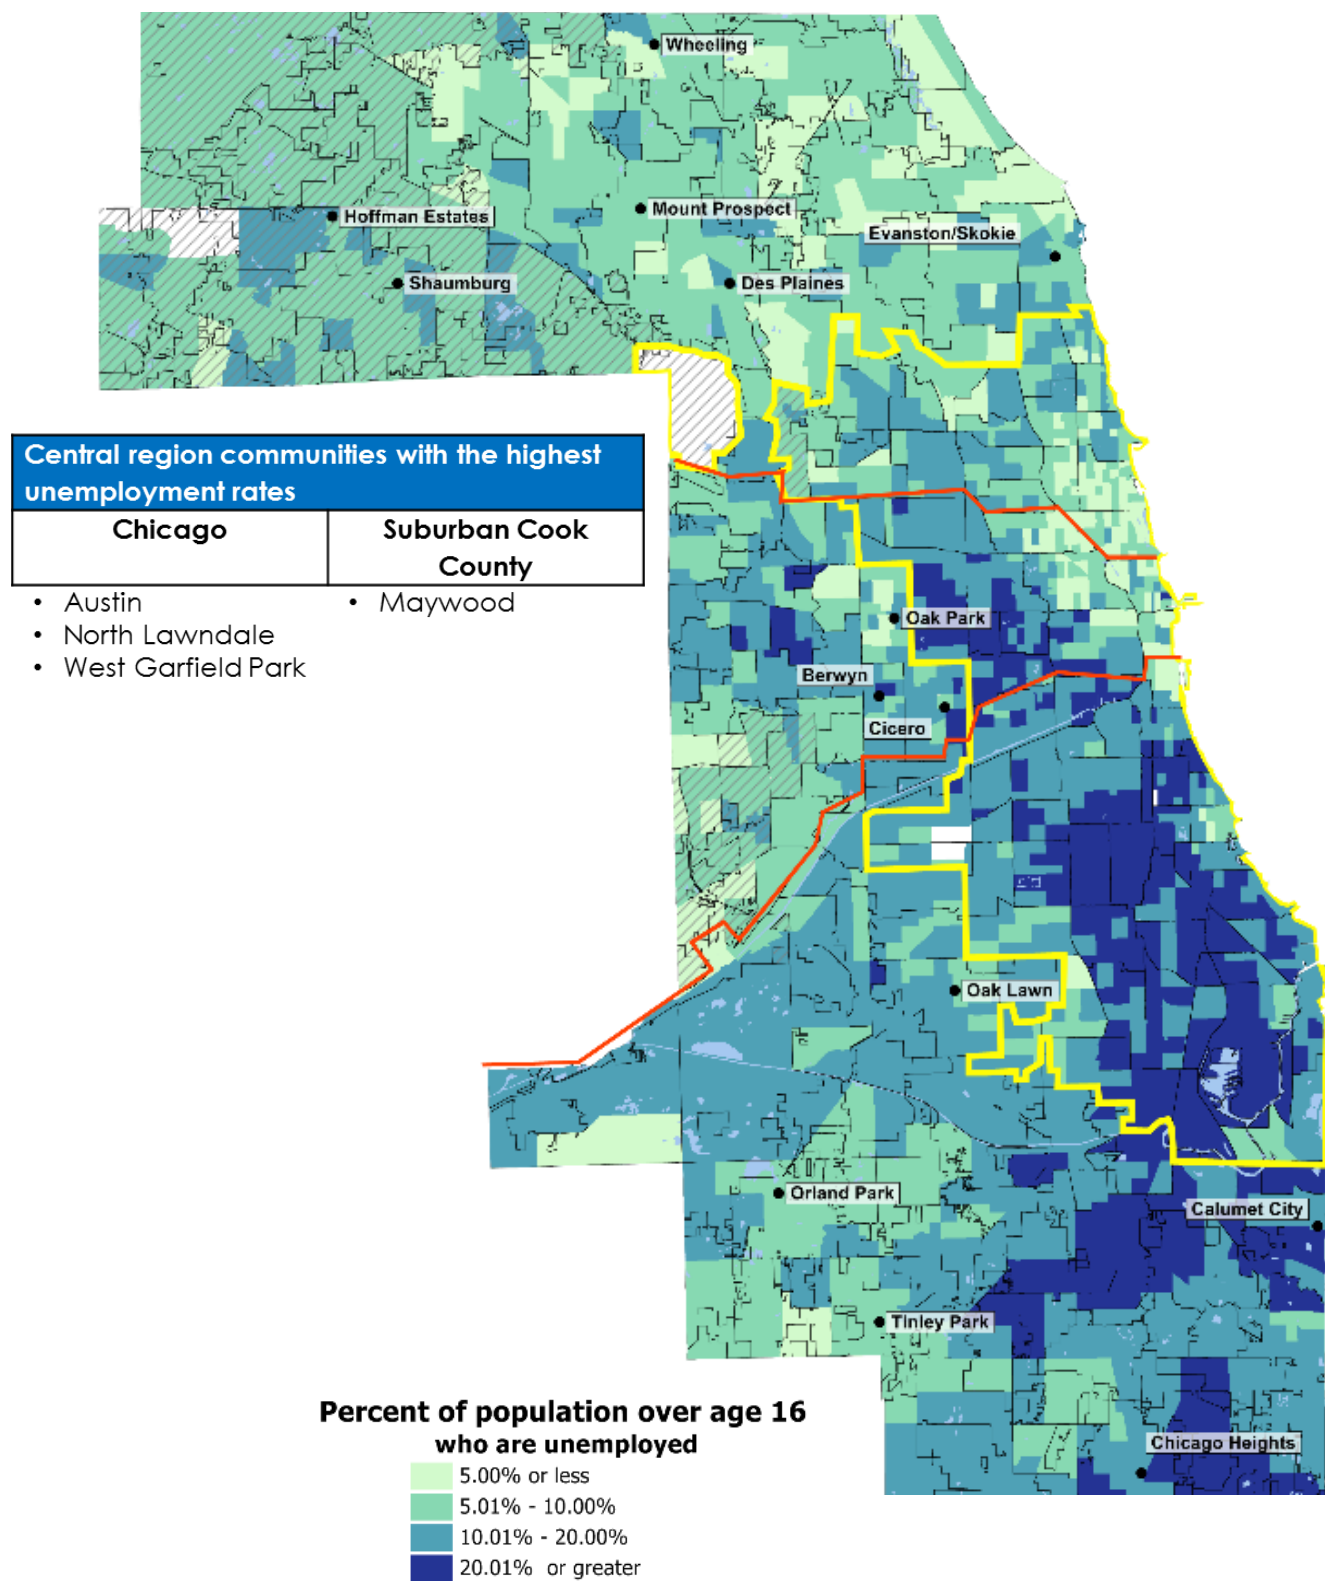 Wheeling
Hoffman Estates
Mount Prospect
Evanston/Skokie
Shaumburg
Des Plaines
Central region communities with the highest
unemployment rates
Chicago
Suburban Cook
County
• Austin
• North Lawndale
• West Garfield Park
• Maywood
Oak Park
Berwyn
Cicero
Oak Lawn
Orland Park
Calumet City
Tinley Park
Chicago Heights
Percent of population over age 16
who are unemployed
5.00% or less
5.01% - 10.00%
10.01% - 20.00%
20.01% or greater